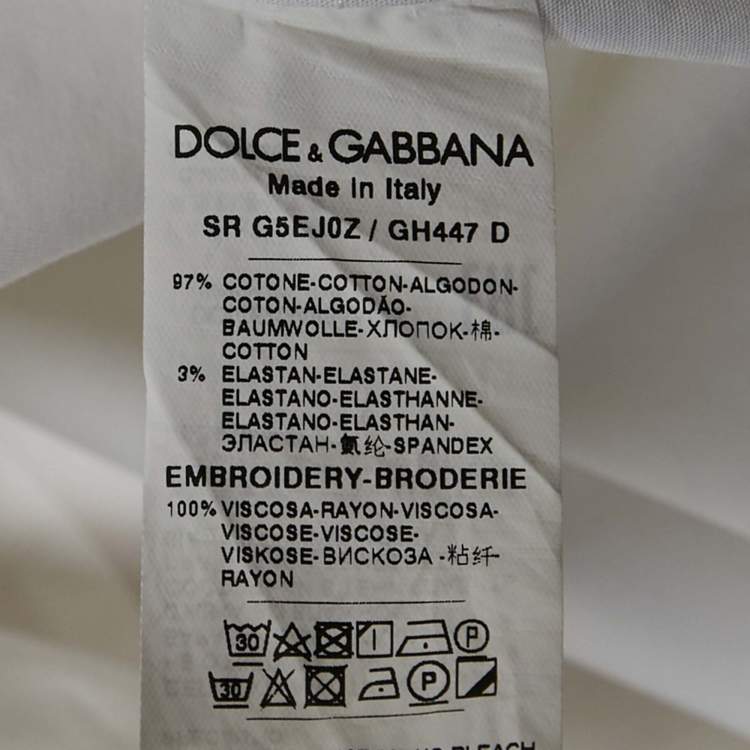 DOLCE & GABBANA
Made in Italy
SR G5EJ0Z / GH447 D
97% COTONE-COTTON-ALGODON-
COTON-ALGODÃO-
BAUMWOLLE-ХЛОПОК-棉-
COTTON
3% ELASTAN-ELASTANE-
ELASTANO-ELASTHANNE-
ELASTANO-ELASTHAN-
ЭЛАСТАН-氨纶-SPANDEX
EMBROIDERY-BRODERIE
100% VISCOSA-RAYON-VISCOSA-
VISCOSE-VISCOSE-
VISKOSE-ВИСКОЗА -粘纤-
RAYON
30 P
30 P
BLEACH